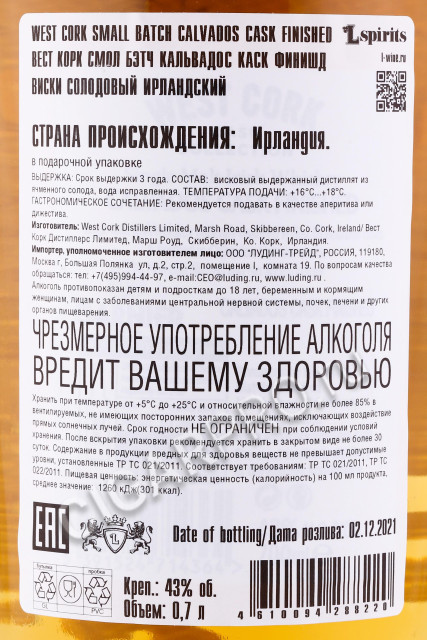 WEST CORK SMALL BATCH CALVADOS CASK FINISHED
ВЕСТ КОРК СМОЛ БЭТЧ КАЛЬВАДОС КАСК ФИНИШД
ВИСКИ СОЛОДОВЫЙ ИРЛАНДСКИЙ
Lspirits
l-wine.ru
СТРАНА ПРОИСХОЖДЕНИЯ: Ирландия.
в подарочной упаковке
ВЫДЕРЖКА: Срок выдержки 3 года. СОСТАВ: висковый выдержанный дистиллят из
ячменного солода, вода исправленная. ТЕМПЕРАТУРА ПОДАЧИ: +16°С...+18°С.
ГАСТРОНОМИЧЕСКОЕ СОЧЕТАНИЕ: Рекомендуется подавать в качестве аперитива или
дижестива.
Изготовитель: West Cork Distillers Limited, Marsh Road, Skibbereen, Co. Cork, Ireland/ Вест
Корк Дистиллерс Лимитед, Марш Роуд, Скибберин, Ко. Корк, Ирландия.
Импортер, уполномоченное изготовителем лицо: ООО "ЛУДИНГ-ТРЕЙД", РОССИЯ, 119180,
Москва г, Большая Полянка ул, д.2, стр.2, помещение I, комната 19. По вопросам качества
обращаться: тел: +7(495)994-44-97, e-mail:CEO@luding.ru , www.luding.ru .
Алкоголь противопоказан детям и подросткам до 18 лет, беременным и кормящим
женщинам, лицам с заболеваниями центральной нервной системы, почек, печени и других
органов пищеварения.
ЧРЕЗМЕРНОЕ УПОТРЕБЛЕНИЕ АЛКОГОЛЯ
ВРЕДИТ ВАШЕМУ ЗДОРОВЬЮ
Хранить при температуре от +5°С до +25°С и относительной влажности не более 85% в
вентилируемых, не имеющих посторонних запахов помещениях, исключающих воздействие
прямых солнечных лучей. Срок годности НЕ ОГРАНИЧЕН при соблюдении условий
хранения. После вскрытия упаковки рекомендуется хранить в закрытом виде не более 30
суток. Содержание в продукции вредных для здоровья веществ не превышает допустимые
уровни, установленные ТР ТС 021/2011. Соответствует требованиям: ТР ТС 021/2011, ТР ТС
022/2011. Пищевая ценность: энергетическая ценность (калорийность) на 100 мл продукта,
среднее значение: 1260 кДж(301 ккал).
EAC
Date of bottling/Дата розлива: 02.12.2021
Бутылка
пробка
GL
PVC
Креп.: 43% об.
Объем: 0,7 л
4 610094 288220